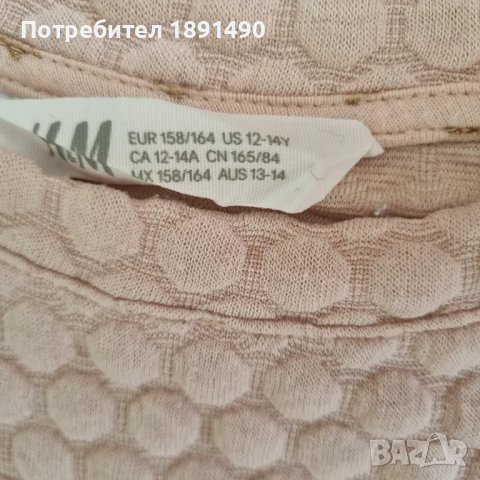 Потребител 1891490
H&M
EUR 158/164 US 12-14Y
CA 12-14A CN 165/84
MX 158/164 AUS 13-14
BAZAR